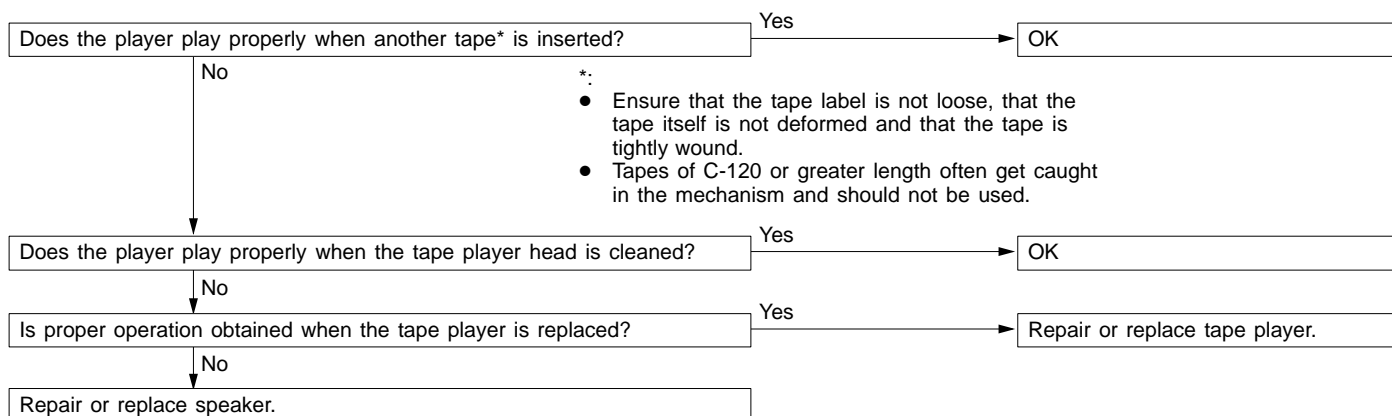 Does the player play properly when another tape* is inserted?
Yes
OK
No
*:
● Ensure that the tape label is not loose, that the
tape itself is not deformed and that the tape is
tightly wound.
● Tapes of C-120 or greater length often get caught
in the mechanism and should not be used.
Does the player play properly when the tape player head is cleaned?
Yes
OK
No
Is proper operation obtained when the tape player is replaced?
Yes
Repair or replace tape player.
No
Repair or replace speaker.